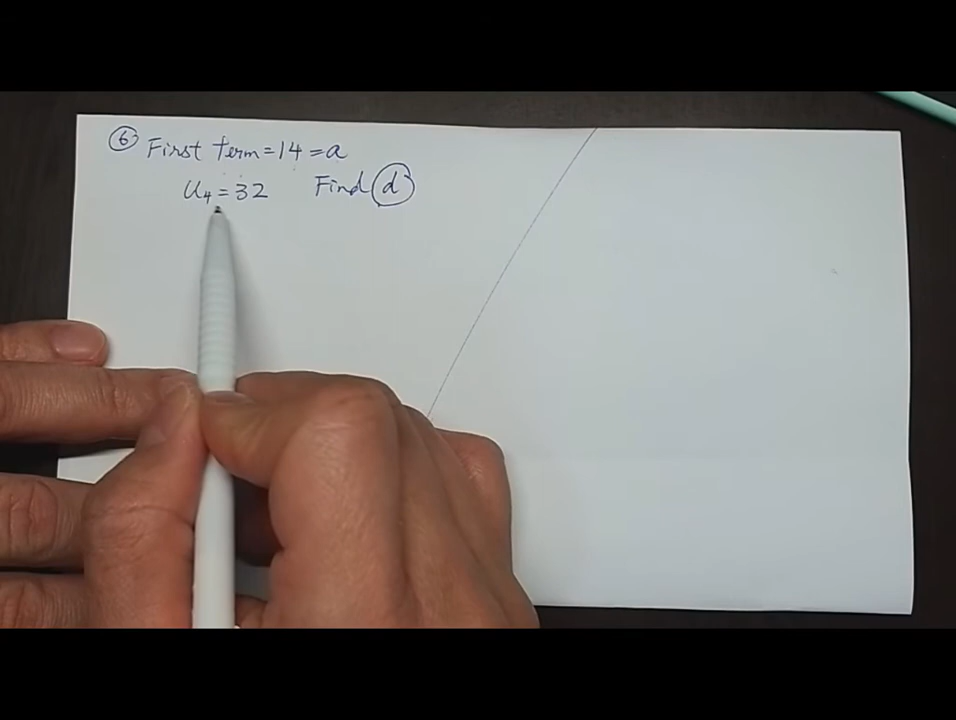 ⑥ First term = 14 = a
U₄ = 32 Find d